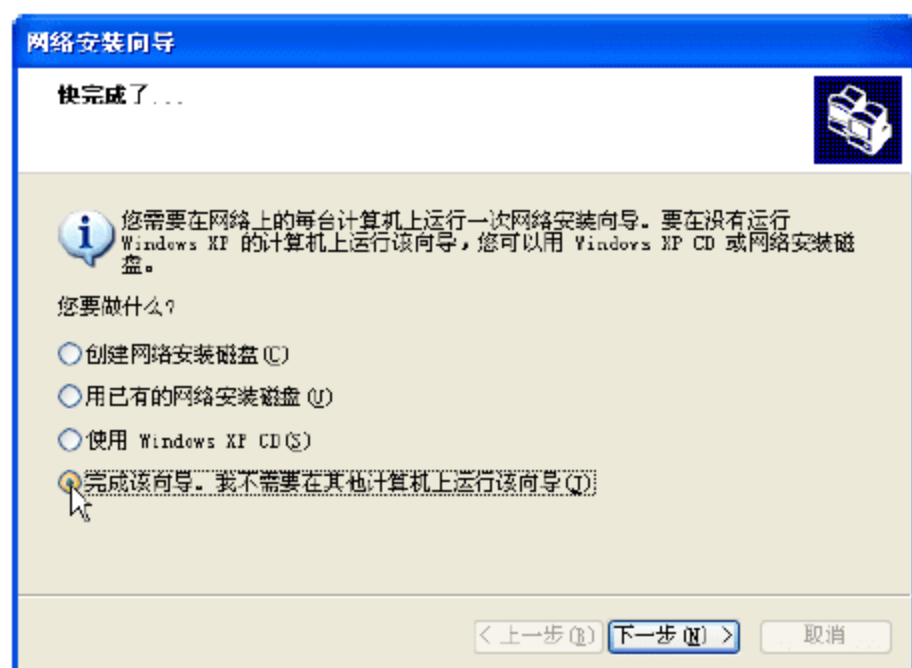 网络安装向导
快完成了...
您需要在网络上的每台计算机上运行一次网络安装向导。要在没有运行
Windows XP 的计算机上运行该向导，您可以用 Windows XP CD 或网络安装磁
盘。
您要做什么?
创建网络安装磁盘(C)
用已有的网络安装磁盘(U)
使用 Windows XP CD(S)
完成该向导。我不需要在其他计算机上运行该向导(J)
< 上一步(B) 下一步(N) > 取消